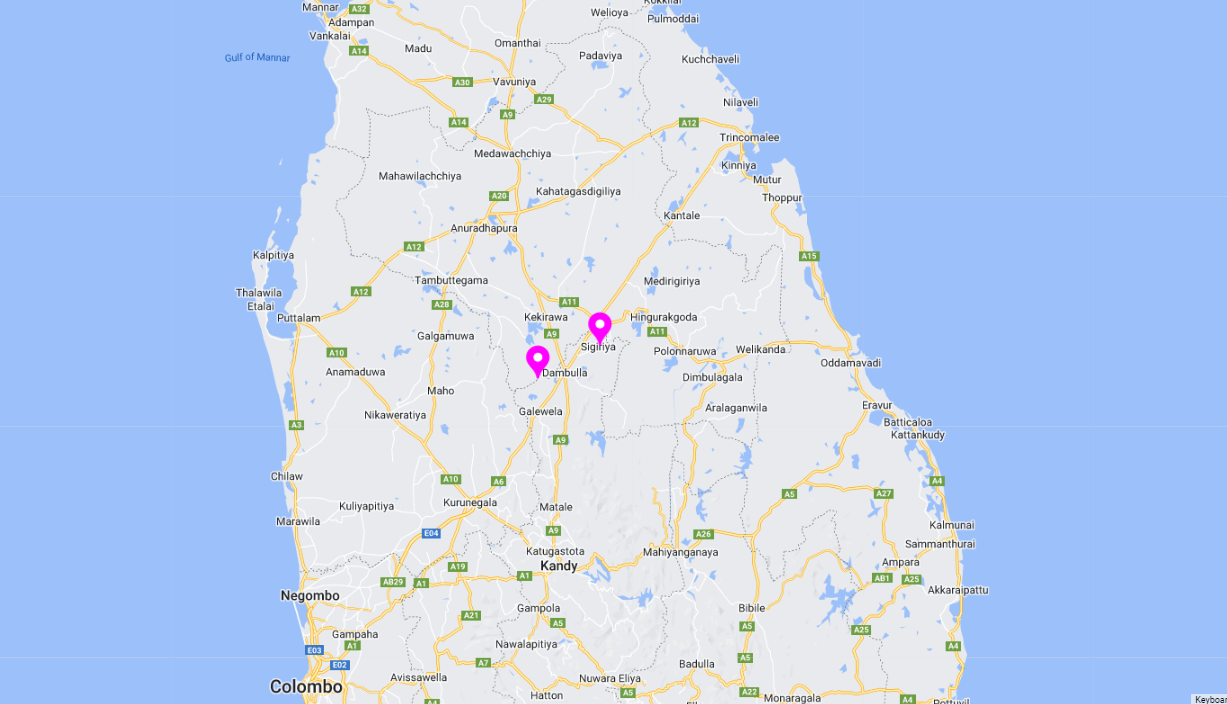 Mannar
A32
Kokkilai
Welioya
Pulmoddai
Adampan
Vankalai
A14
Madu
Omanthai
Padaviya
Kuchchaveli
Gulf of Mannar
A30
Vavuniya
A29
Nilaveli
A9
A14
A12
Trincomalee
Medawachchiya
Kinniya
Mahawilachchiya
Mutur
A20
Kahatagasdigiliya
Thoppur
Kantale
Anuradhapura
A12
Kalpitiya
A15
Tambuttegama
Medirigiriya
Thalawila
Etalai
A12
A28
A11
Puttalam
Kekirawa
Hingurakgoda
Galgamuwa
A9
A11
Sigiriya
A10
Polonnaruwa
Welikanda
Oddamavadi
Anamaduwa
Dambulla
Dimbulagala
Maho
Aralaganwila
Eravur
Nikaweratiya
Galewela
A3
Batticaloa
Kattankudy
A9
Chilaw
A10
A6
A4
A5
A27
Kurunegala
Kuliyapitiya
Matale
Marawila
E04
A9
A26
Kalmunai
Katugastota
Mahiyanganaya
Sammanthurai
Kandy
A19
Ampara
AB29
A1
A1
AB1
A25
Akkaraipattu
Negombo
Gampola
Bibile
A21
A5
A5
A25
Gampaha
A1
Nawalapitiya
A4
E03
E02
A7
A5
Badulla
Avissawella
Nuwara Eliya
Colombo
Hatton
A5
A22
Monaragala
A4
A4
Keyboar